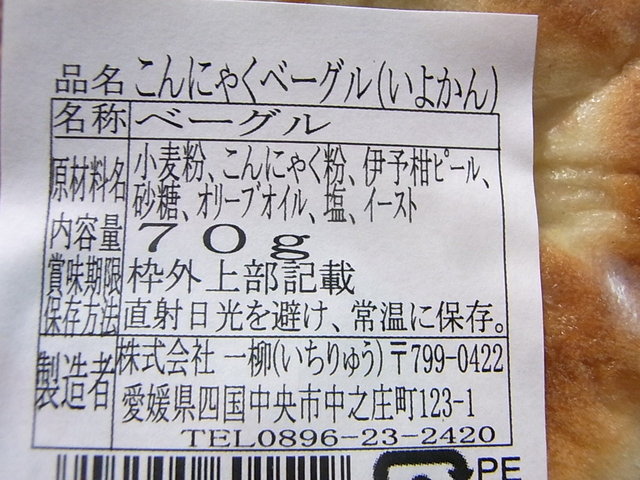 品名 こんにゃくベーグル(いよかん)
名称 ベーグル
原材料名 小麦粉、こんにゃく粉、伊予柑ピール、
砂糖、オリーブオイル、塩、イースト
内容量 70g
賞味期限 枠外上部記載
保存方法 直射日光を避け、常温に保存。
製造者 株式会社 一柳(いちりゅう)〒799-0422
愛媛県四国中央市中之庄町123-1
TEL0896-23-2420
PE